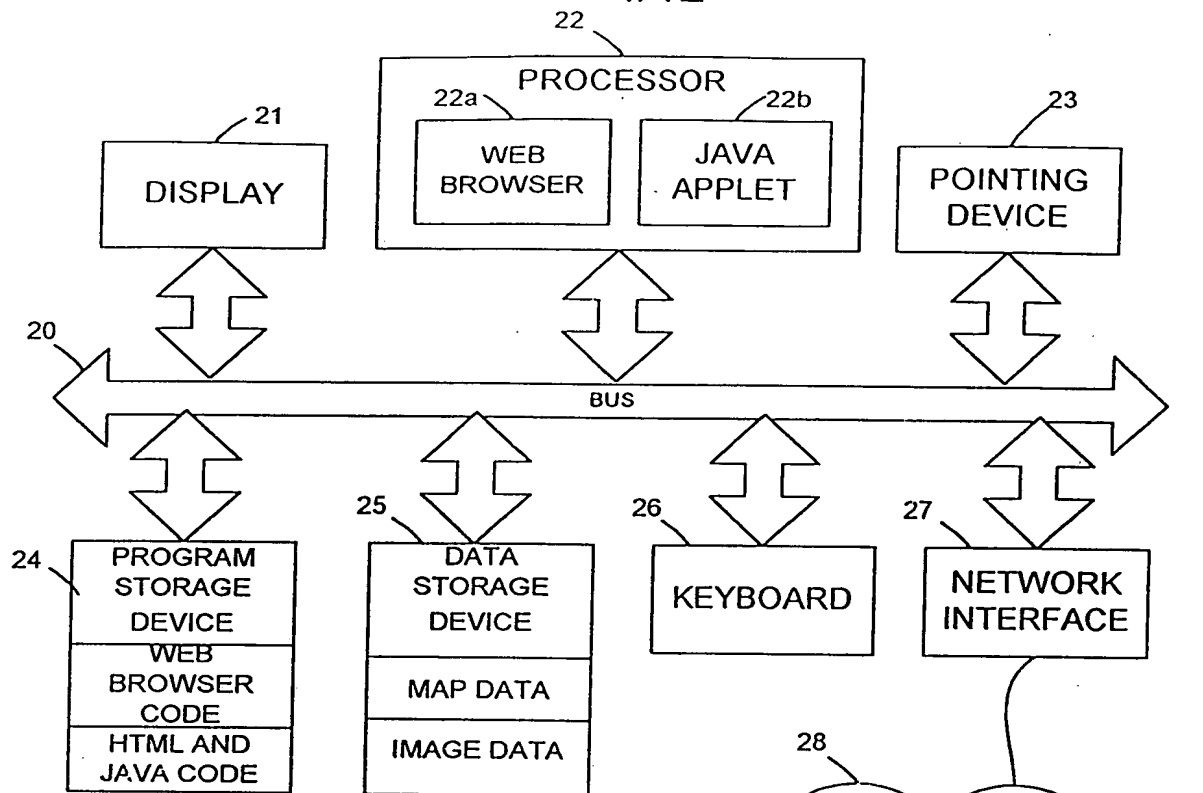 22
PROCESSOR
22a
22b
21
23
DISPLAY
WEB
BROWSER
JAVA
APPLET
POINTING
DEVICE
20
BUS
24
PROGRAM
STORAGE
DEVICE
WEB
BROWSER
CODE
HTML AND
JAVA CODE
25
DATA
STORAGE
DEVICE
MAP DATA
IMAGE DATA
26
KEYBOARD
27
NETWORK
INTERFACE
28